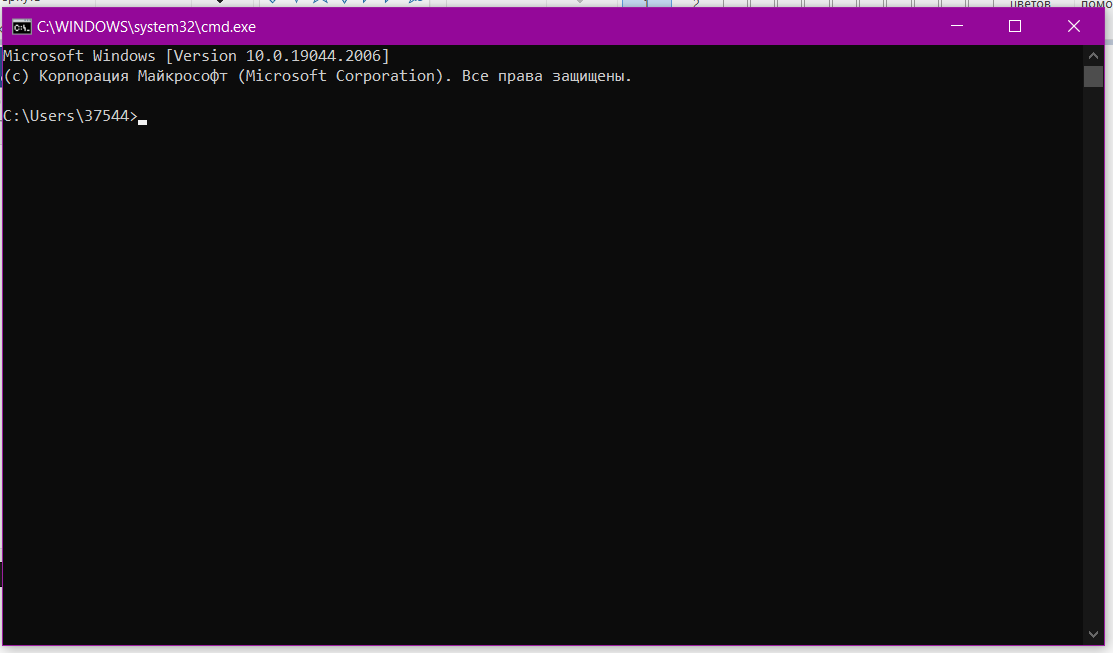 цветов
C:\WINDOWS\system32\cmd.exe
Microsoft Windows [Version 10.0.19044.2006]
(c) Корпорация Майкрософт (Microsoft Corporation). Все права защищены.
C:\Users\37544>